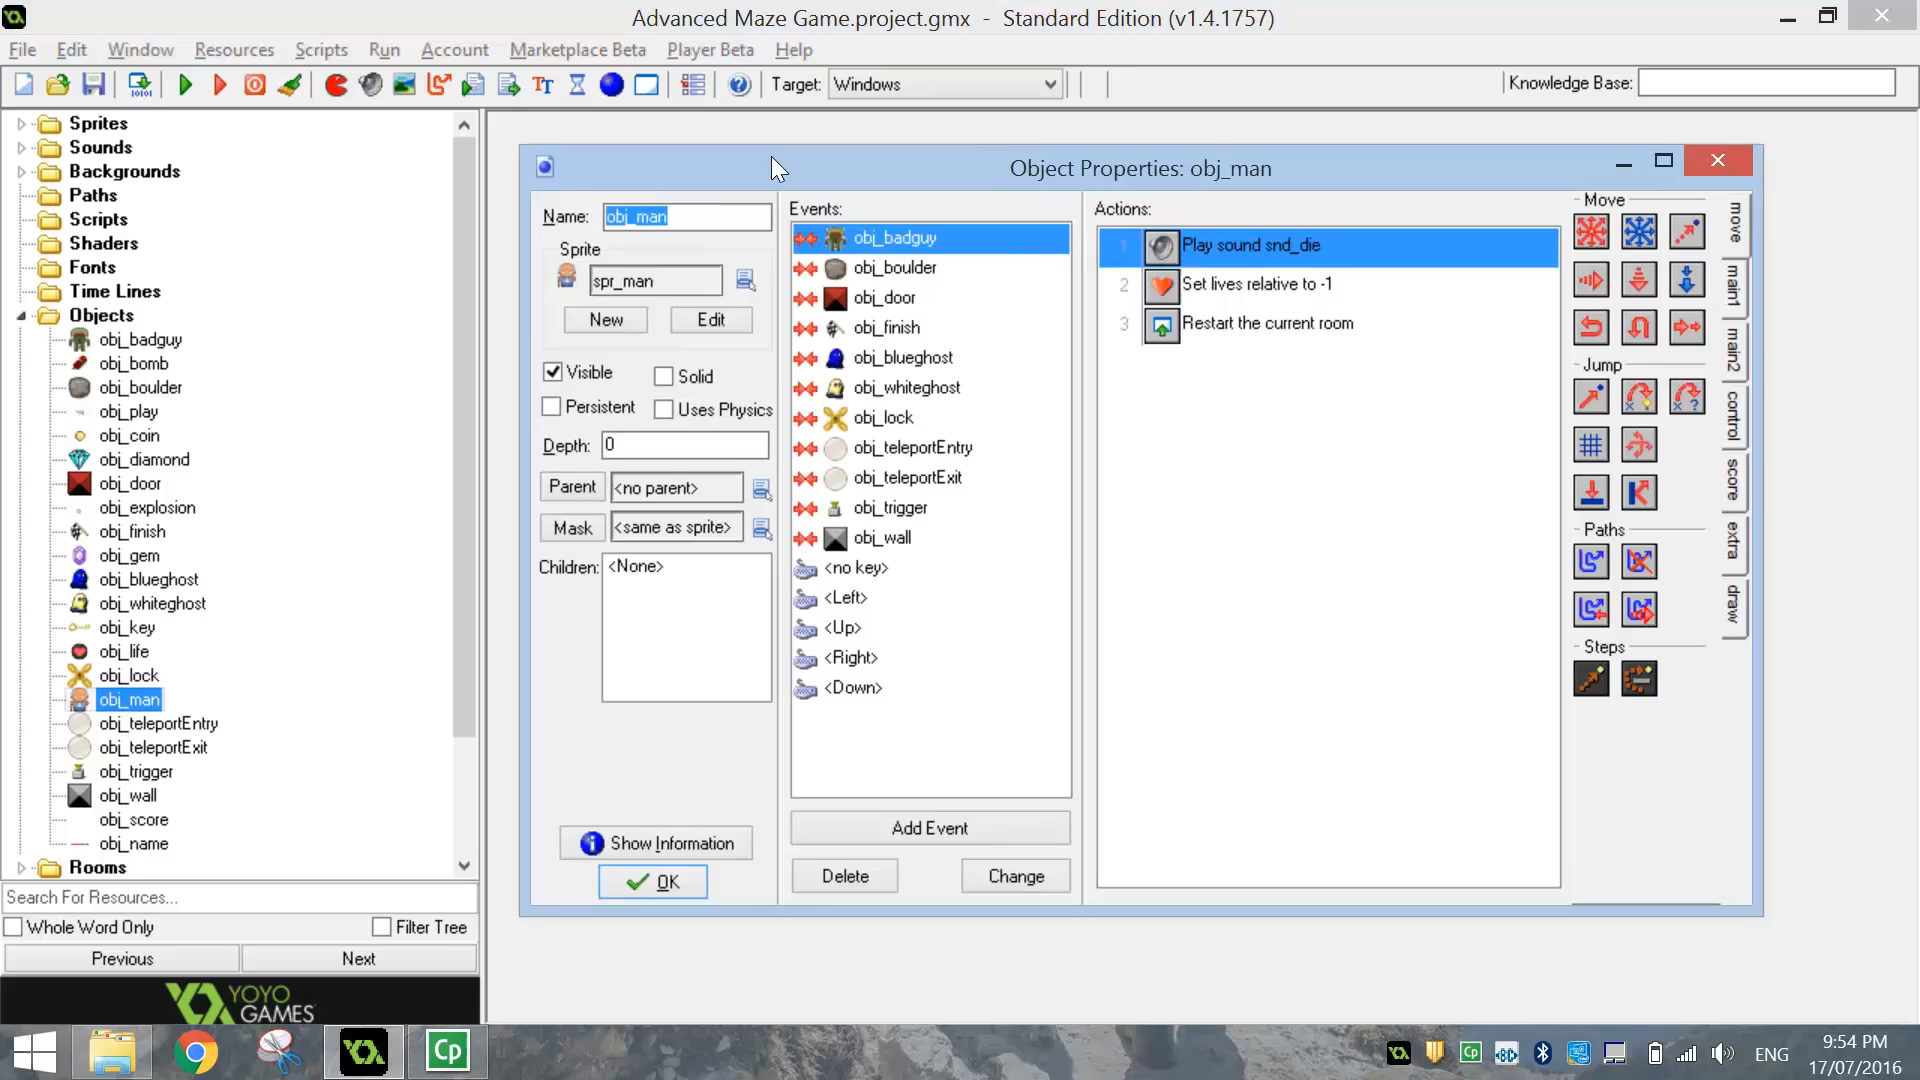 Advanced Maze Game.project.gmx - Standard Edition (v1.4.1757)
File Edit Window Resources Scripts Run Account Marketplace Beta Player Beta Help
Target: Windows
Knowledge Base:
Sprites
Sounds
Backgrounds
Paths
Scripts
Shaders
Fonts
Time Lines
Objects
obj_badguy
obj_bomb
obj_boulder
obj_play
obj_coin
obj_diamond
obj_door
obj_explosion
obj_finish
obj_gem
obj_blueghost
obj_whiteghost
obj_key
obj_life
obj_lock
obj_man
obj_teleportEntry
obj_teleportExit
obj_trigger
obj_wall
obj_score
obj_name
Rooms
Search For Resources...
Whole Word Only
Filter Tree
Previous
Next
YOYO
GAMES
Object Properties: obj_man
Name: obj_man
Sprite
spr_man
New
Edit
Visible
Solid
Persistent
Uses Physics
Depth: 0
Parent <no parent>
Mask <same as sprite>
Children: <None>
Show Information
OK
Events:
obj_badguy
obj_boulder
obj_door
obj_finish
obj_blueghost
obj_whiteghost
obj_lock
obj_teleportEntry
obj_teleportExit
obj_trigger
obj_wall
<no key>
<Left>
<Up>
<Right>
<Down>
Add Event
Delete
Change
Actions:
1 Play sound snd_die
2 Set lives relative to -1
3 Restart the current room
Move
Jump
Paths
Steps
move
main1
main2
control
score
extra
draw
Cp
Cp
ENG
9:54 PM
17/07/2016